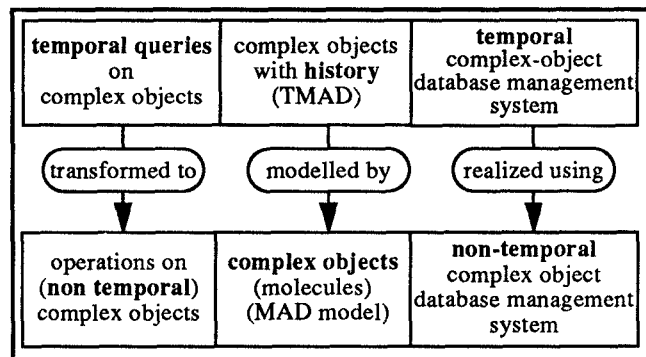 temporal queries
on
complex objects
complex objects
with history
(TMAD)
temporal
complex-object
database management
system
transformed to
modelled by
realized using
operations on
(non temporal)
complex objects
complex objects
(molecules)
(MAD model)
non-temporal
complex object
database management
system